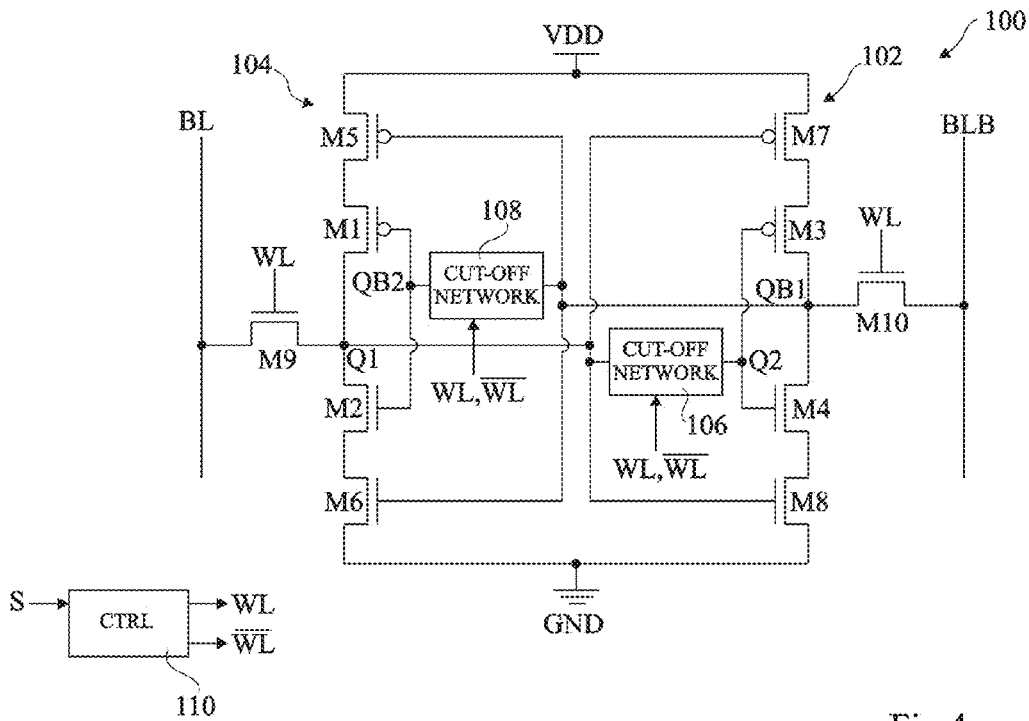 100
VDD
104
102
BL
M5
M7
BLB
108
M1
M3
WL
CUT-OFF
NETWORK
WL
QB2
QB1
M10
M9
Q1
CUT-OFF
NETWORK
Q2
WL, WL
M2
M4
106
WL, WL
M6
M8
S
CTRL
WL
WL
GND
110